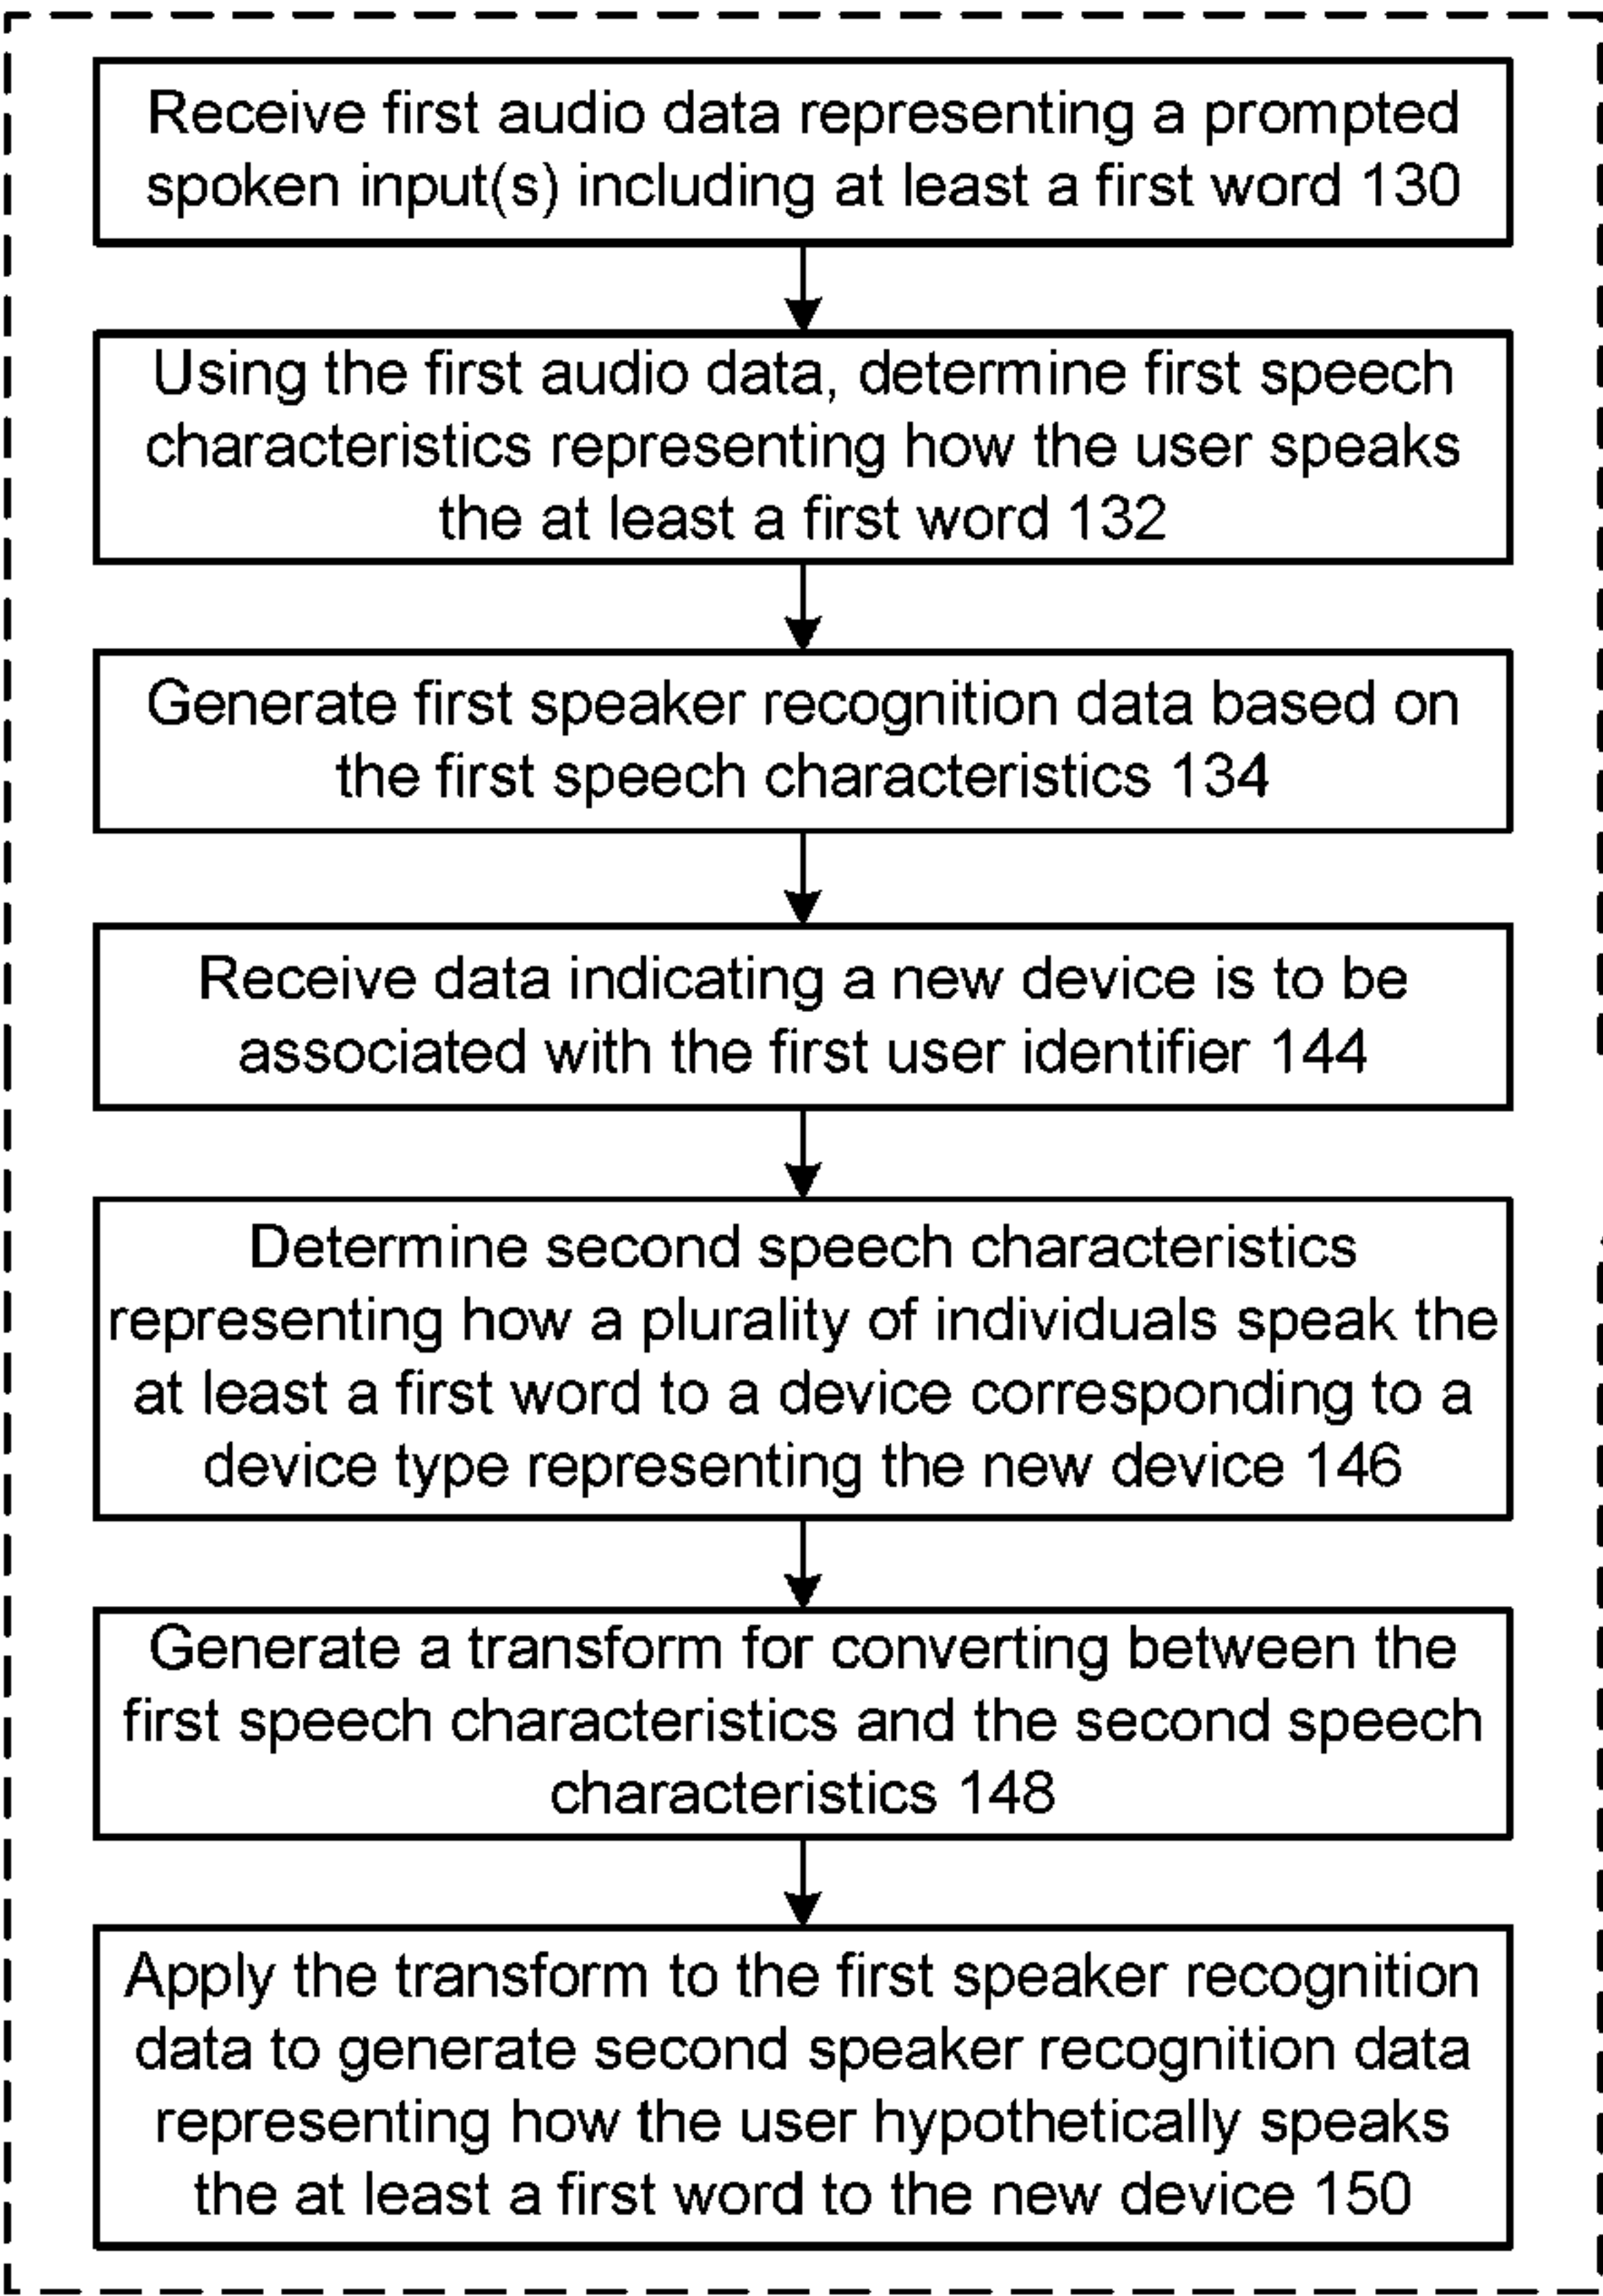 Receive first audio data representing a prompted
spoken input(s) including at least a first word 130
Using the first audio data, determine first speech
characteristics representing how the user speaks
the at least a first word 132
Generate first speaker recognition data based on
the first speech characteristics 134
Receive data indicating a new device is to be
associated with the first user identifier 144
Determine second speech characteristics
representing how a plurality of individuals speak the
at least a first word to a device corresponding to a
device type representing the new device 146
Generate a transform for converting between the
first speech characteristics and the second speech
characteristics 148
Apply the transform to the first speaker recognition
data to generate second speaker recognition data
representing how the user hypothetically speaks
the at least a first word to the new device 150